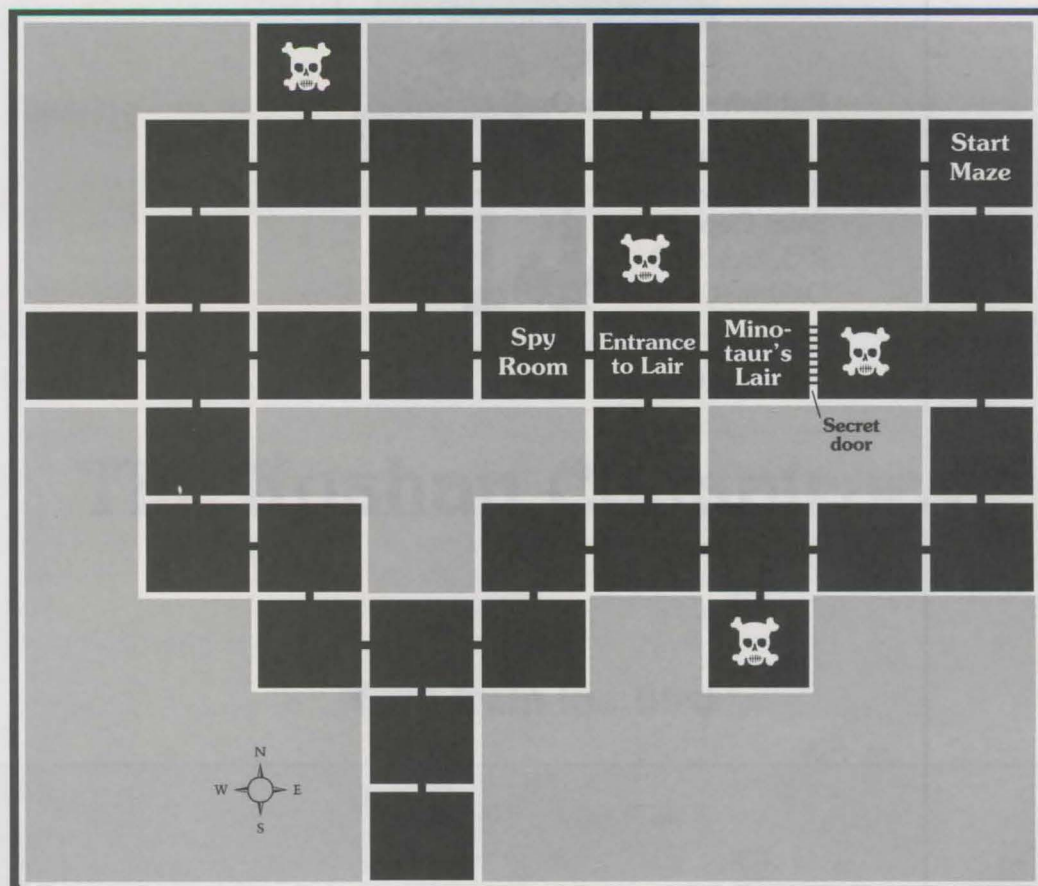 Start
Maze
Spy
Room
Entrance
to Lair
Mino-
taur's
Lair
Secret
door
N
W
E
S